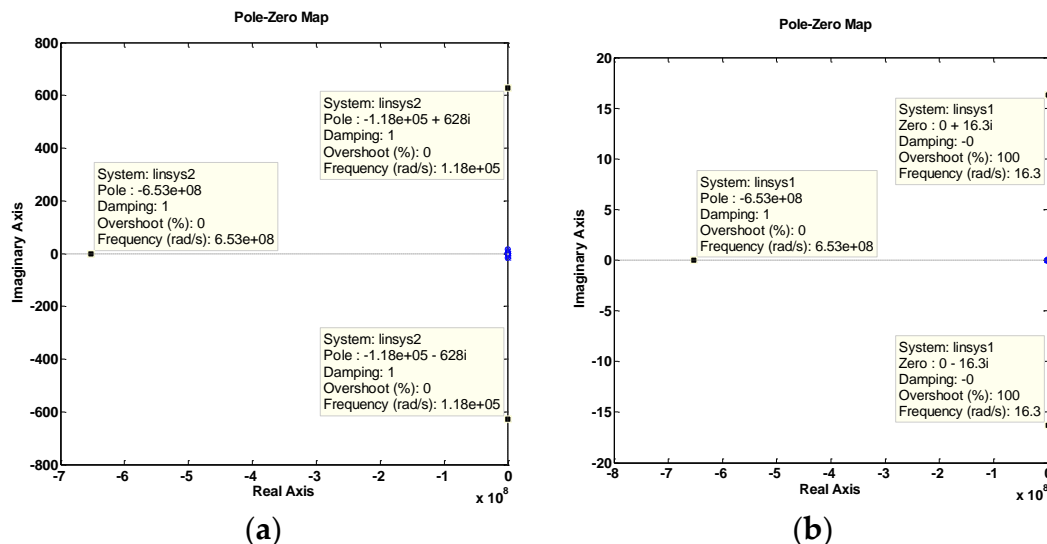 Pole-Zero Map
800
600
400
200
0
-200
-400
-600
-800
Imaginary Axis
System: linsys2
Pole : -1.18e+05 + 628i
Damping: 1
Overshoot (%): 0
Frequency (rad/s): 1.18e+05
System: linsys2
Pole : -6.53e+08
Damping: 1
Overshoot (%): 0
Frequency (rad/s): 6.53e+08
System: linsys2
Pole : -1.18e+05 - 628i
Damping: 1
Overshoot (%): 0
Frequency (rad/s): 1.18e+05
-7 -6 -5 -4 -3 -2 -1 0
Real Axis
x 10^8
(a)
Pole-Zero Map
20
15
10
5
0
-5
-10
-15
-20
Imaginary Axis
System: linsys1
Zero : 0 + 16.3i
Damping: -0
Overshoot (%): 100
Frequency (rad/s): 16.3
System: linsys1
Pole : -6.53e+08
Damping: 1
Overshoot (%): 0
Frequency (rad/s): 6.53e+08
System: linsys1
Zero : 0 - 16.3i
Damping: -0
Overshoot (%): 100
Frequency (rad/s): 16.3
-8 -7 -6 -5 -4 -3 -2 -1 0
Real Axis
x 10^8
(b)